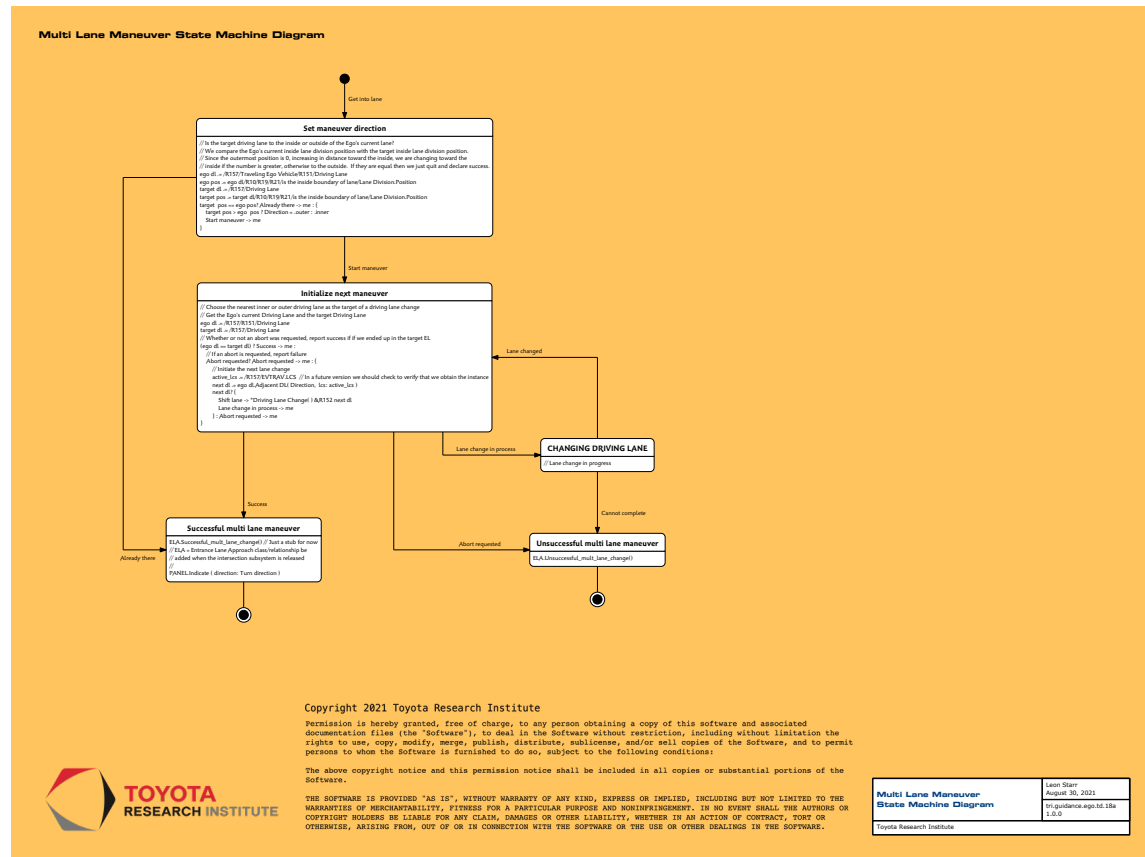 Multi Lane Maneuver State Machine Diagram
Get into lane
Set maneuver direction
// Is the target driving lane to the inside or outside of the Ego's current lane?
// We compare the Ego's current inside lane division position with the target inside lane division position.
// Since the outermost position is 0, increasing in distance toward the inside, we are changing toward the
// inside if the number is greater, otherwise to the outside. If they are equal then we just quit and declare success.
ego dl .= /R157/Traveling Ego Vehicle/R151/Driving Lane
ego pos .= ego dl/R10/R19/R21/is the inside boundary of lane/Lane Division.Position
target dl .= /R157/Driving Lane
target pos .= target dl/R10/R19/R21/is the inside boundary of lane/Lane Division.Position
target pos == ego pos? Already there -> me : {
target pos > ego pos ? Direction = .outer : .inner
Start maneuver -> me
}
Start maneuver
Initialize next maneuver
// Choose the nearest inner or outer driving lane as the target of a driving lane change
// Get the Ego's current Driving Lane and the target Driving Lane
ego dl .= /R157/R151/Driving Lane
target dl .= /R157/Driving Lane
// Whether or not an abort was requested, report success if if we ended up in the target EL
(ego dl == target dl) ? Success -> me :
// If an abort is requested, report failure
Abort requested? Abort requested -> me : {
// Initiate the next lane change
active_lcs .= /R157/EVTRAV.LCS // In a future version we should check to verify that we obtain the instance
next dl .= ego dl.Adjacent DL( Direction, lcs: active_lcs )
next dl? {
Shift lane -> *Driving Lane Change( ) &R152 next dl
Lane change in process -> me
} : Abort requested -> me
}
Lane changed
Lane change in process
CHANGING DRIVING LANE
// Lane change in progress
Success
Cannot complete
Successful multi lane maneuver
ELA.Successful_mult_lane_change() // Just a stub for now
// ELA = Entrance Lane Approach class/relationship be
// added when the intersection subsystem is released
//
PANEL.Indicate ( direction: Turn direction )
Already there
Abort requested
Unsuccessful multi lane maneuver
ELA.Unsuccessful_mult_lane_change()
Copyright 2021 Toyota Research Institute
Permission is hereby granted, free of charge, to any person obtaining a copy of this software and associated
documentation files (the "Software"), to deal in the Software without restriction, including without limitation the
rights to use, copy, modify, merge, publish, distribute, sublicense, and/or sell copies of the Software, and to permit
persons to whom the Software is furnished to do so, subject to the following conditions:
The above copyright notice and this permission notice shall be included in all copies or substantial portions of the
Software.
THE SOFTWARE IS PROVIDED "AS IS", WITHOUT WARRANTY OF ANY KIND, EXPRESS OR IMPLIED, INCLUDING BUT NOT LIMITED TO THE
WARRANTIES OF MERCHANTABILITY, FITNESS FOR A PARTICULAR PURPOSE AND NONINFRINGEMENT. IN NO EVENT SHALL THE AUTHORS OR
COPYRIGHT HOLDERS BE LIABLE FOR ANY CLAIM, DAMAGES OR OTHER LIABILITY, WHETHER IN AN ACTION OF CONTRACT, TORT OR
OTHERWISE, ARISING FROM, OUT OF OR IN CONNECTION WITH THE SOFTWARE OR THE USE OR OTHER DEALINGS IN THE SOFTWARE.
TOYOTA
RESEARCH INSTITUTE
Multi Lane Maneuver
State Machine Diagram
Leon Starr
August 30, 2021
tri.guidance.ego.td.18a
1.0.0
Toyota Research Institute